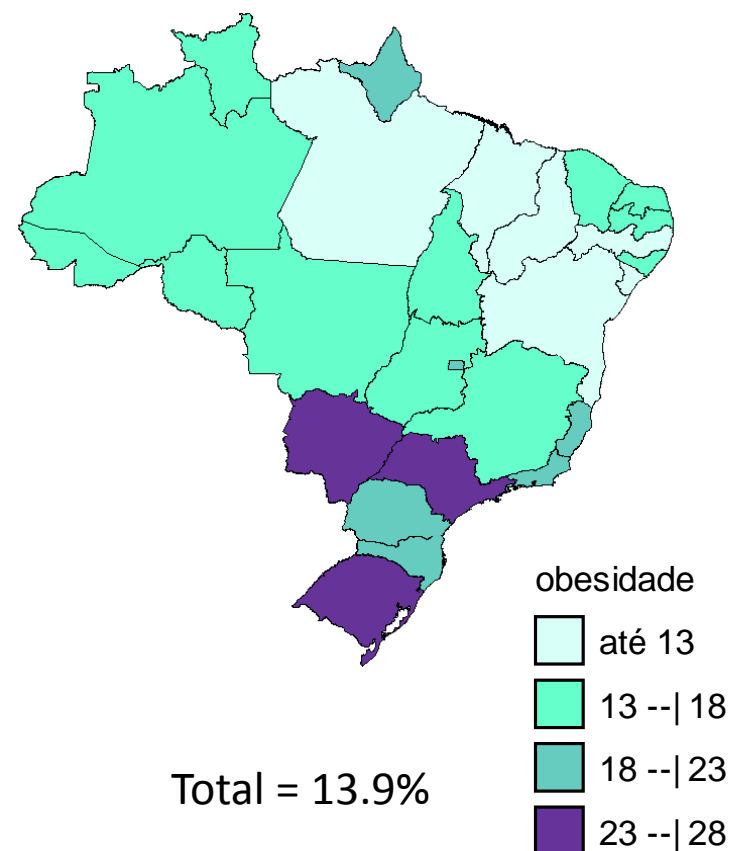 obesidade
até 13
13 --| 18
18 --| 23
23 --| 28
Total = 13.9%